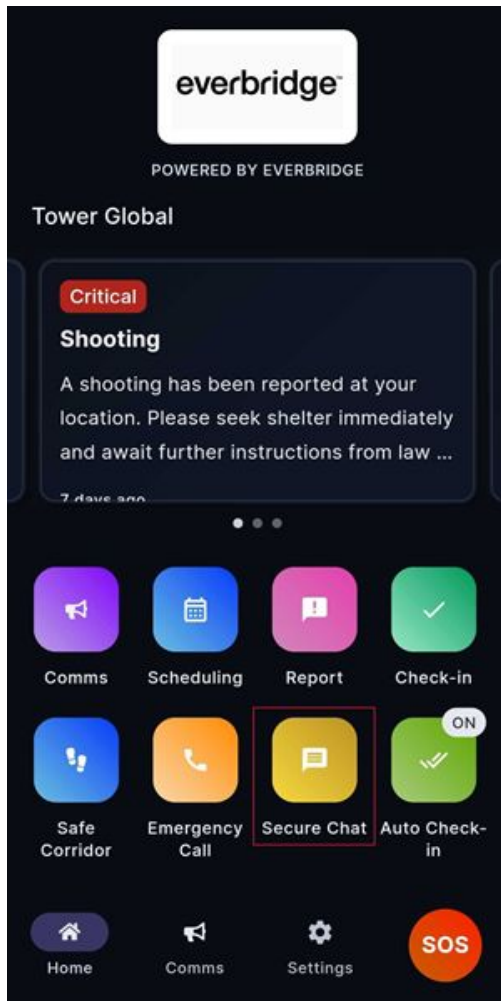 everbridge
POWERED BY EVERBRIDGE
Tower Global
Critical
Shooting
A shooting has been reported at your
location. Please seek shelter immediately
and await further instructions from law ...
7 days ago
Comms
Scheduling
Report
Check-in
ON
Safe
Corridor
Emergency
Call
Secure Chat
Auto Check-
in
Home
Comms
Settings
SOS